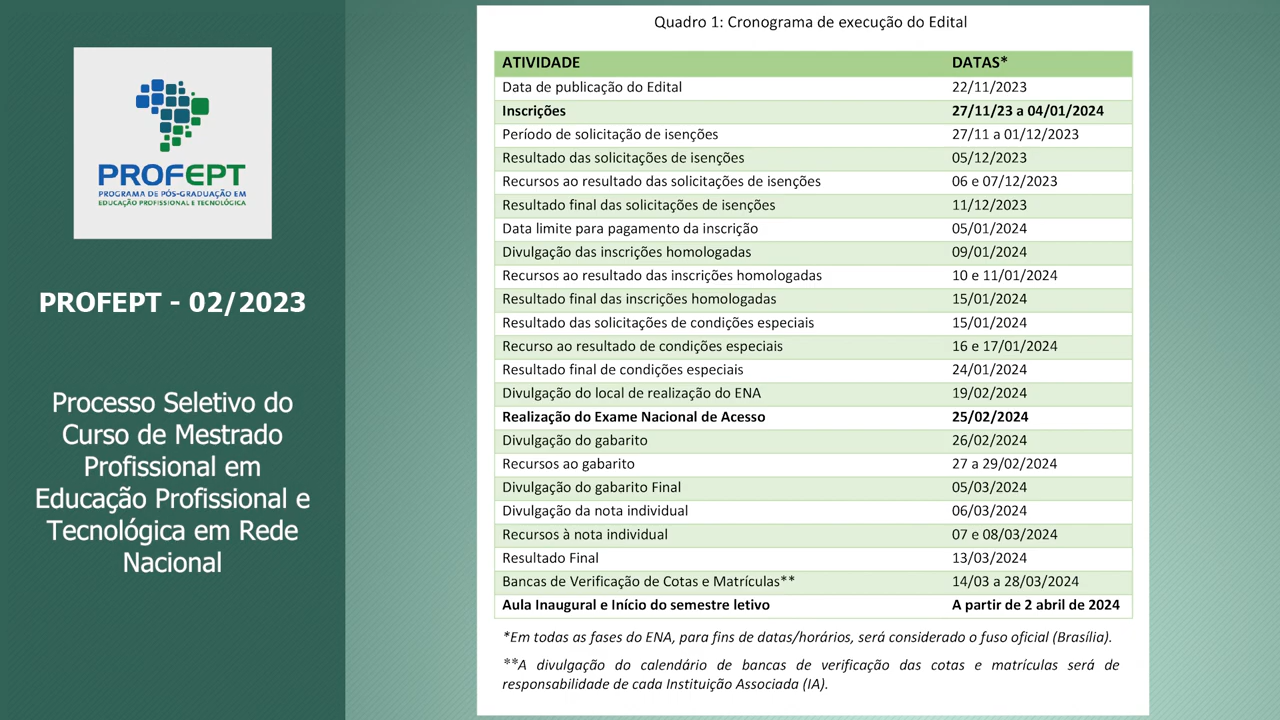 PROFEPT
PROGRAMA DE PÓS-GRADUAÇÃO EM
EDUCAÇÃO PROFISSIONAL E TECNOLÓGICA
PROFEPT - 02/2023
Processo Seletivo do
Curso de Mestrado
Profissional em
Educação Profissional e
Tecnológica em Rede
Nacional
Quadro 1: Cronograma de execução do Edital
ATIVIDADE DATAS*
Data de publicação do Edital 22/11/2023
Inscrições 27/11/23 a 04/01/2024
Período de solicitação de isenções 27/11 a 01/12/2023
Resultado das solicitações de isenções 05/12/2023
Recursos ao resultado das solicitações de isenções 06 e 07/12/2023
Resultado final das solicitações de isenções 11/12/2023
Data limite para pagamento da inscrição 05/01/2024
Divulgação das inscrições homologadas 09/01/2024
Recursos ao resultado das inscrições homologadas 10 e 11/01/2024
Resultado final das inscrições homologadas 15/01/2024
Resultado das solicitações de condições especiais 15/01/2024
Recurso ao resultado de condições especiais 16 e 17/01/2024
Resultado final de condições especiais 24/01/2024
Divulgação do local de realização do ENA 19/02/2024
Realização do Exame Nacional de Acesso 25/02/2024
Divulgação do gabarito 26/02/2024
Recursos ao gabarito 27 a 29/02/2024
Divulgação do gabarito Final 05/03/2024
Divulgação da nota individual 06/03/2024
Recursos à nota individual 07 e 08/03/2024
Resultado Final 13/03/2024
Bancas de Verificação de Cotas e Matrículas** 14/03 a 28/03/2024
Aula Inaugural e Início do semestre letivo A partir de 2 abril de 2024
*Em todas as fases do ENA, para fins de datas/horários, será considerado o fuso oficial (Brasília).
**A divulgação do calendário de bancas de verificação das cotas e matrículas será de
responsabilidade de cada Instituição Associada (IA).